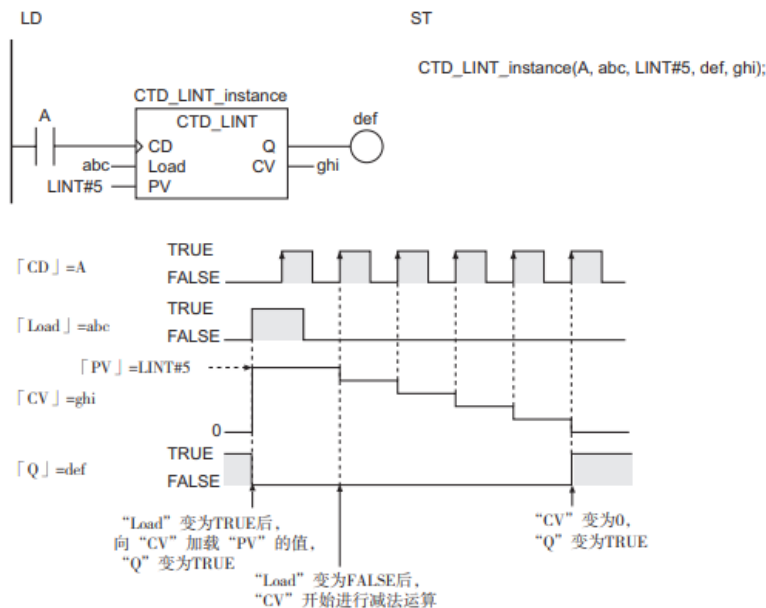 LD
ST
CTD_LINT_instance(A, abc, LINT#5, def, ghi);
CTD_LINT_instance
A
CTD_LINT
def
CD
Q
abc
Load
CV
ghi
LINT#5
PV
TRUE
「CD」=A
FALSE
TRUE
「Load」=abc
FALSE
「PV」=LINT#5
「CV」=ghi
0
TRUE
「Q」=def
FALSE
“Load”变为TRUE后，
向“CV”加载“PV”的值，
“Q”变为TRUE
“CV”变为0，
“Q”变为TRUE
“Load”变为FALSE后，
“CV”开始进行减法运算